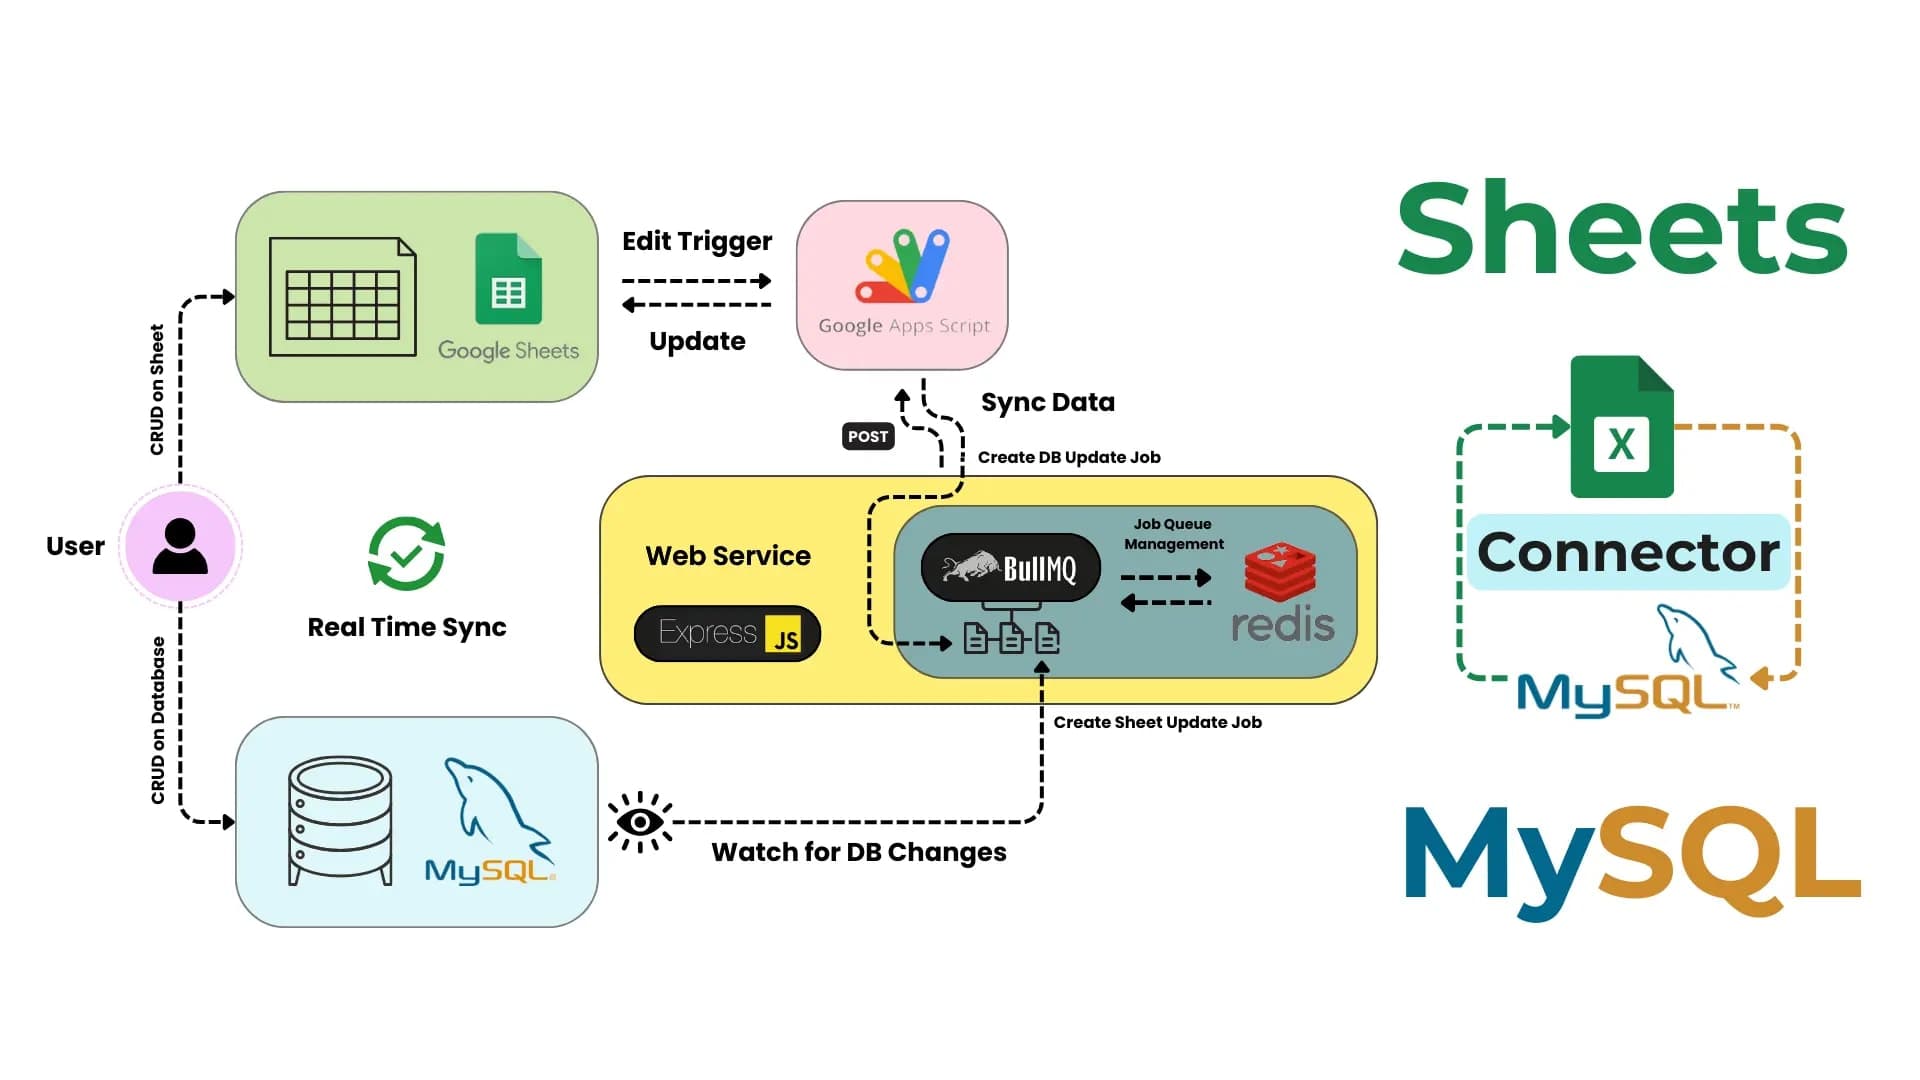 Sheets
Edit Trigger
Update
Google Sheets
Google Apps Script
CRUD on Sheet
Sync Data
POST
Create DB Update Job
X
User
Real Time Sync
Web Service
Express JS
BullMQ
Job Queue
Management
redis
Connector
MySQL™
CRUD on Database
Create Sheet Update Job
MySQL
Watch for DB Changes
MySQL